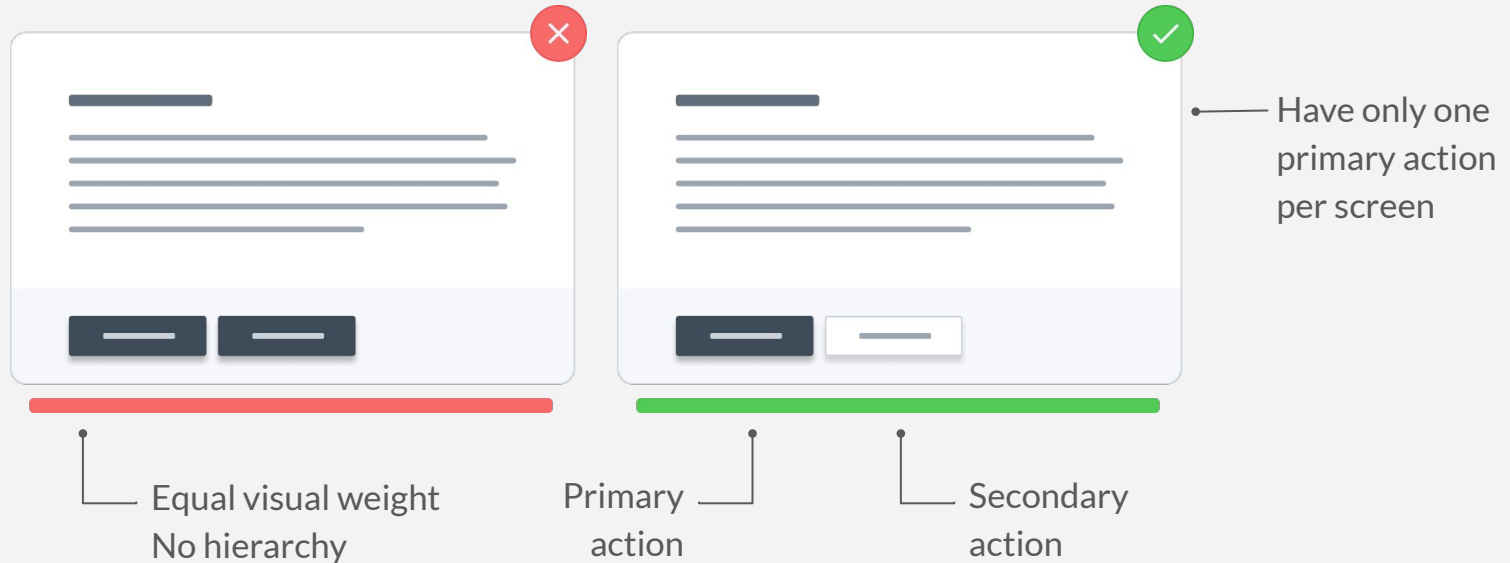 Have only one
primary action
per screen
Equal visual weight
No hierarchy
Primary
action
Secondary
action